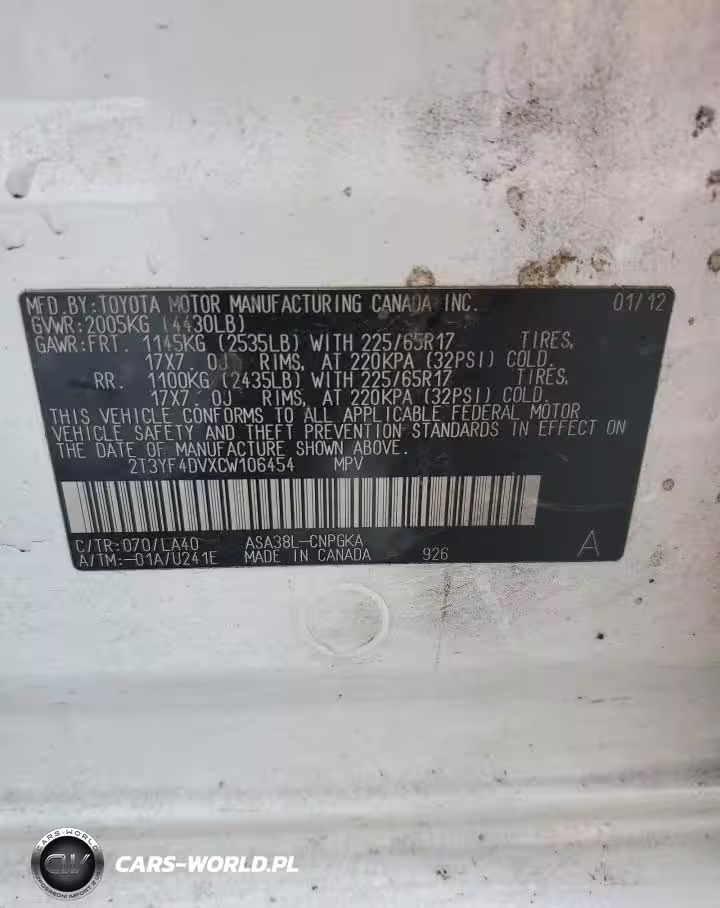 MFD.BY:TOYOTA MOTOR MANUFACTURING CANADA INC. 01/12
GVWR:2005KG (4430LB)
GAWR:FRT. 1145KG (2535LB) WITH 225/65R17 TIRES,
17X7.0J RIMS, AT 220KPA (32PSI) COLD.
RR. 1100KG (2435LB) WITH 225/65R17 TIRES,
17X7.0J RIMS, AT 220KPA (32PSI) COLD.
THIS VEHICLE CONFORMS TO ALL APPLICABLE FEDERAL MOTOR
VEHICLE SAFETY AND THEFT PREVENTION STANDARDS IN EFFECT ON
THE DATE OF MANUFACTURE SHOWN ABOVE.
2T3YF4DVXCW106454 MPV
C/TR:070/LA40 ASA38L-CNPGKA
A/TM:-01A/U241E MADE IN CANADA 926 A
CARS-WORLD
CW
CARS-WORLD.PL